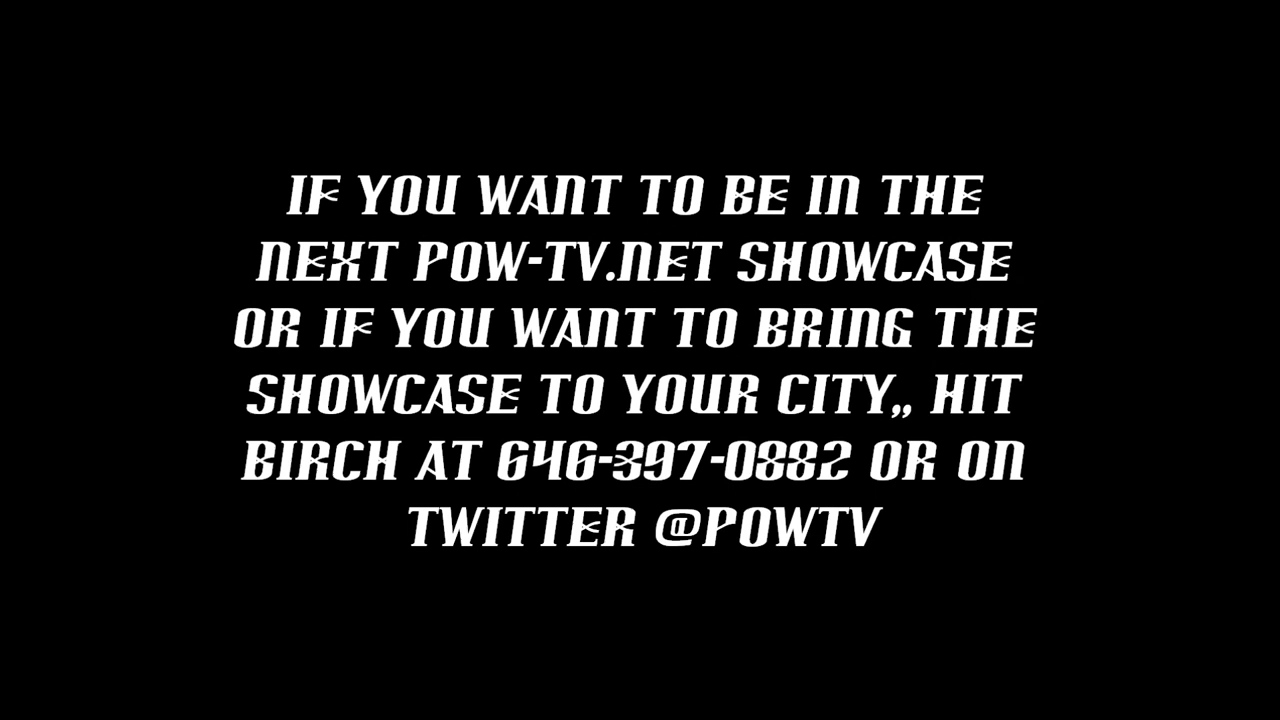 IF YOU WANT TO BE IN THE
NEXT POW-TV.NET SHOWCASE
OR IF YOU WANT TO BRING THE
SHOWCASE TO YOUR CITY,, HIT
BIRCH AT 646-397-0882 OR ON
TWITTER @POWTV